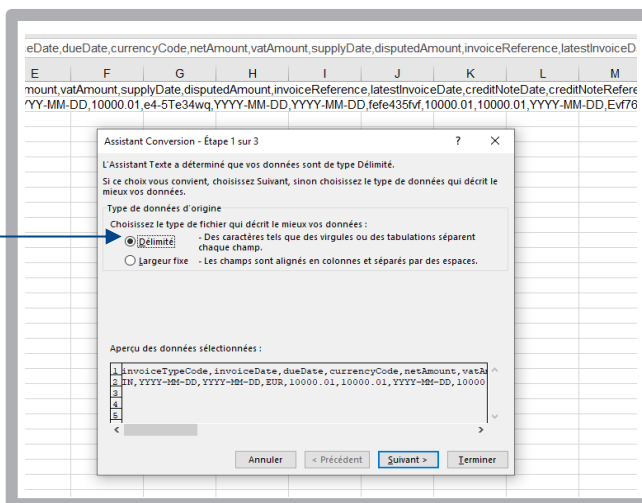 :eDate,dueDate,currencyCode,netAmount,vatAmount,supplyDate,disputedAmount,invoiceReference,latestInvoiceD
E F G H I J K L M
mount,vatAmount,supplyDate,disputedAmount,invoiceReference,latestInvoiceDate,creditNoteDate,creditNoteRefere
YYY-MM-DD,10000.01,e4-5Te34wq,YYYY-MM-DD,YYYY-MM-DD,fefe435fvf,10000.01,10000.01,YYYY-MM-DD,Evf76
Assistant Conversion - Étape 1 sur 3 ? ×
L'Assistant Texte a déterminé que vos données sont de type Délimité.
Si ce choix vous convient, choisissez Suivant, sinon choisissez le type de données qui décrit le
mieux vos données.
Type de données d'origine
Choisissez le type de fichier qui décrit le mieux vos données :
Délimité - Des caractères tels que des virgules ou des tabulations séparent
chaque champ.
Largeur fixe - Les champs sont alignés en colonnes et séparés par des espaces.
Aperçu des données sélectionnées :
1 invoiceTypeCode,invoiceDate,dueDate,currencyCode,netAmount,vatA
2 IN,YYYY-MM-DD,YYYY-MM-DD,EUR,10000.01,10000.01,YYYY-MM-DD,10000
3
4
5
Annuler < Précédent Suivant > Terminer